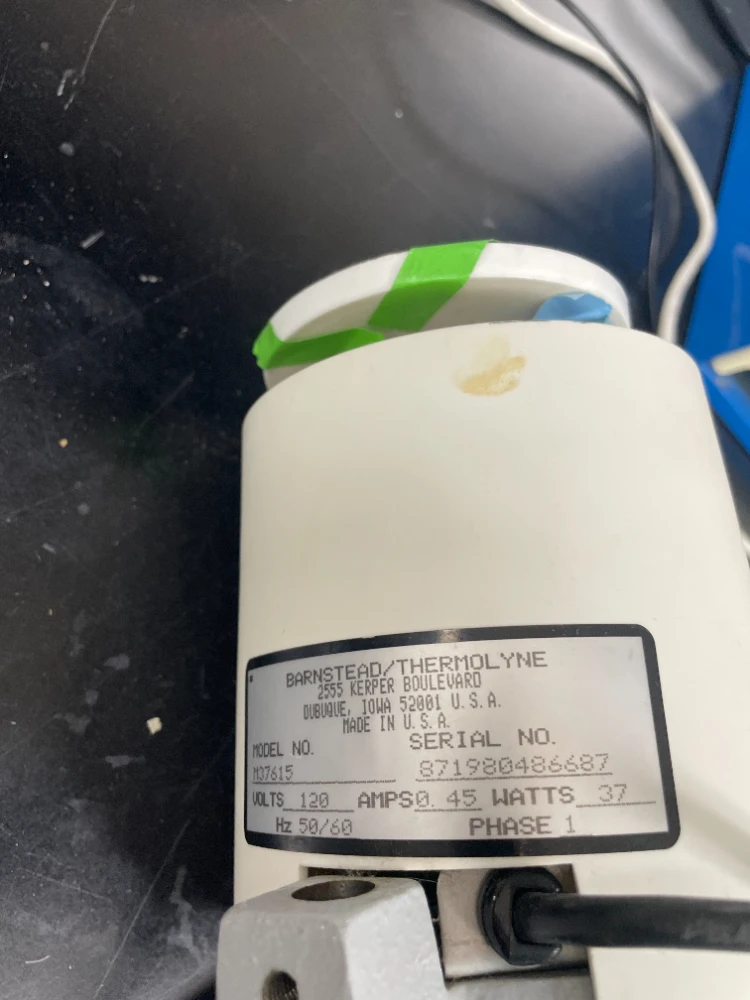 BARNSTEAD/THERMOLYNE
2555 KERPER BOULEVARD
DUBUQUE, IOWA 52001 U.S.A.
MADE IN U.S.A.
MODEL NO. SERIAL NO.
M37615 871980486687
VOLTS 120 AMPS 0.45 WATTS 37
Hz 50/60 PHASE 1